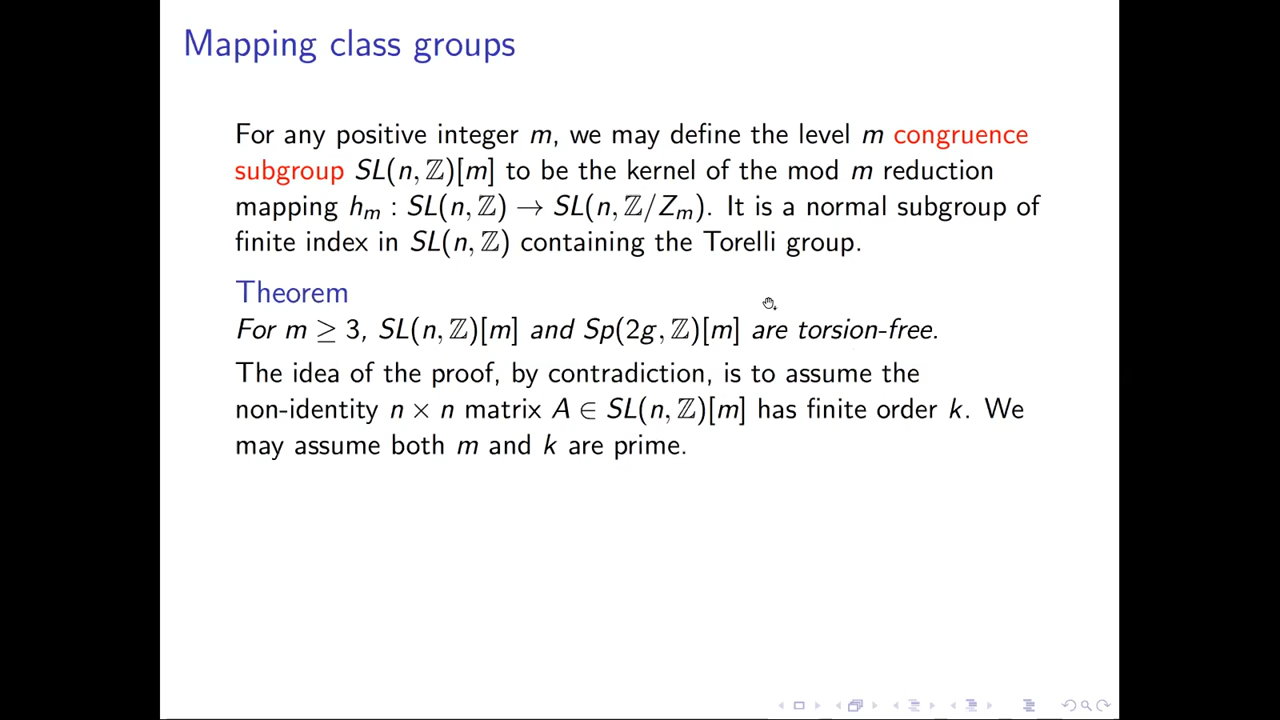 Mapping class groups
For any positive integer m, we may define the level m congruence
subgroup SL(n, ℤ)[m] to be the kernel of the mod m reduction
mapping hₘ : SL(n, ℤ) → SL(n, ℤ/Zₘ). It is a normal subgroup of
finite index in SL(n, ℤ) containing the Torelli group.
Theorem
For m ≥ 3, SL(n, ℤ)[m] and Sp(2g, ℤ)[m] are torsion-free.
The idea of the proof, by contradiction, is to assume the
non-identity n × n matrix A ∈ SL(n, ℤ)[m] has finite order k. We
may assume both m and k are prime.